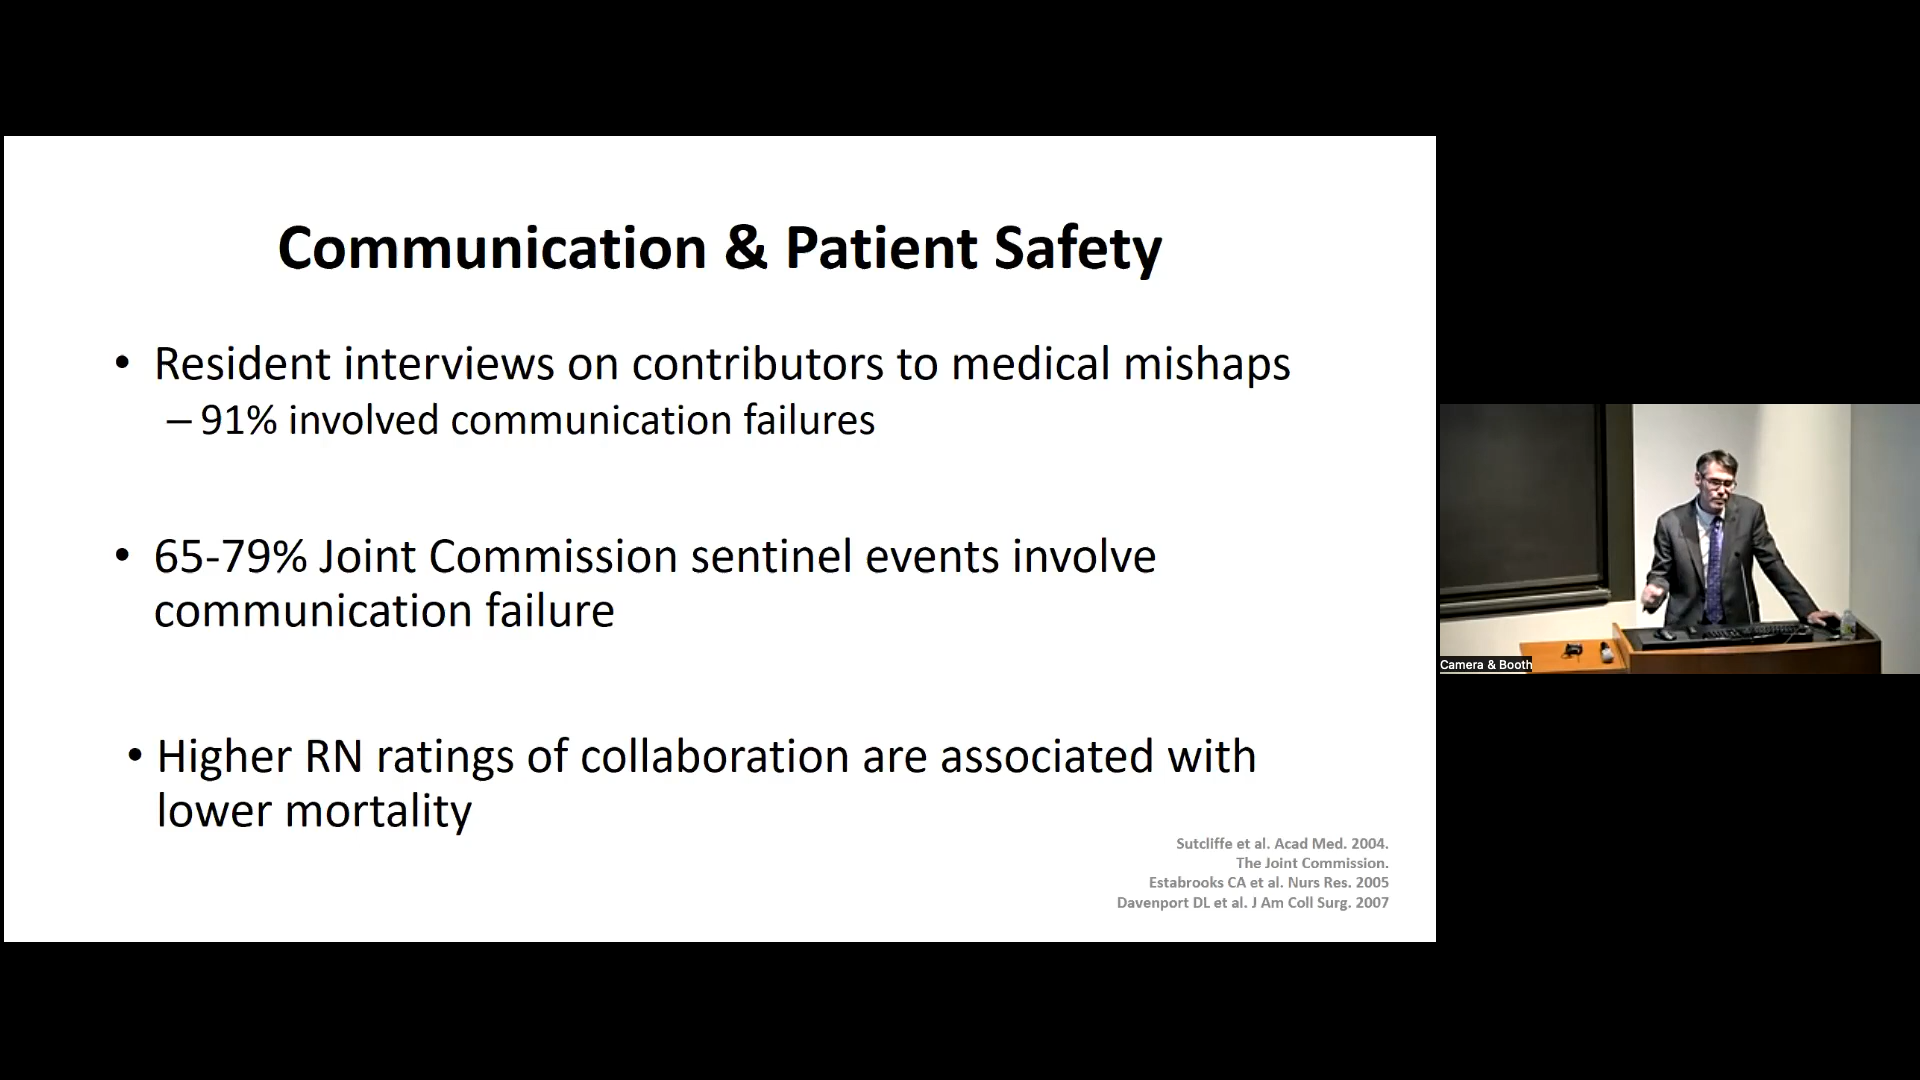 Communication & Patient Safety
• Resident interviews on contributors to medical mishaps
– 91% involved communication failures
• 65-79% Joint Commission sentinel events involve
communication failure
• Higher RN ratings of collaboration are associated with
lower mortality
Sutcliffe et al. Acad Med. 2004.
The Joint Commission.
Estabrooks CA et al. Nurs Res. 2005
Davenport DL et al. J Am Coll Surg. 2007
Camera & Booth